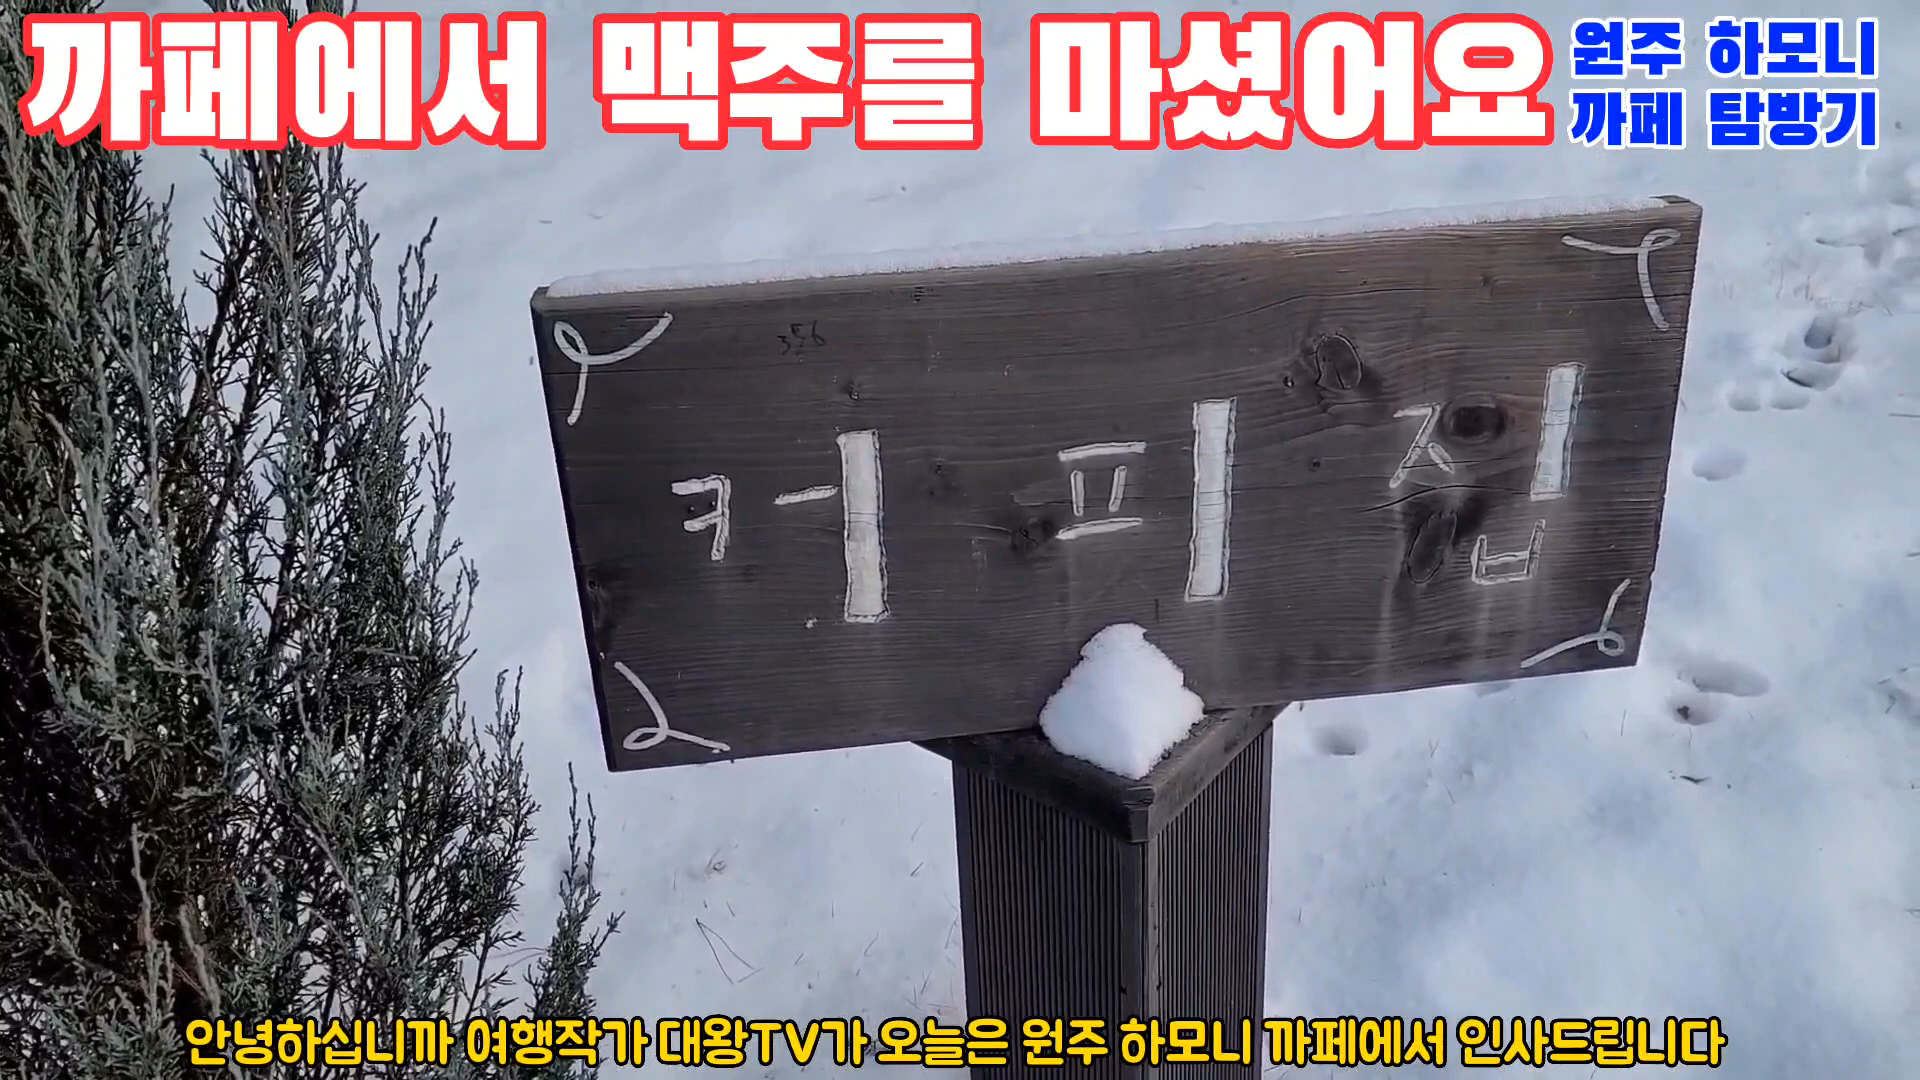 까페에서 맥주를 마셨어요
원주 하모니
까페 탐방기
356
커피집
안녕하십니까 여행작가 대왕TV가 오늘은 원주 하모니 까페에서 인사드립니다